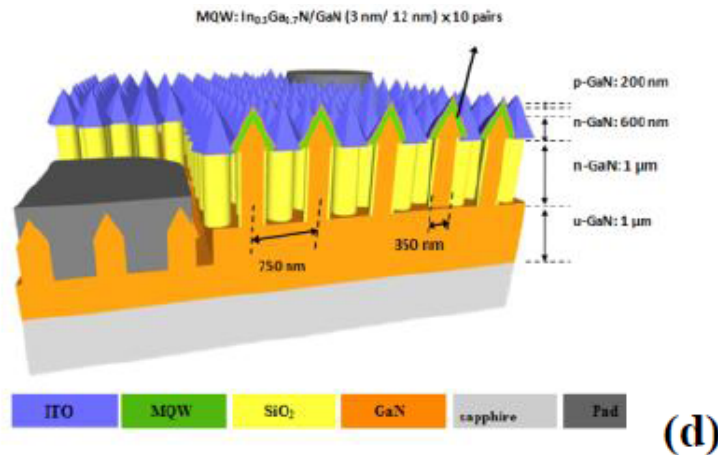 MQW: In₀.₃Ga₀.₇N/GaN (3 nm/ 12 nm) x 10 pairs
p-GaN: 200 nm
n-GaN: 600 nm
n-GaN: 1 μm
u-GaN: 1 μm
750 nm
350 nm
ITO MQW SiO₂ GaN sapphire Pad
(d)